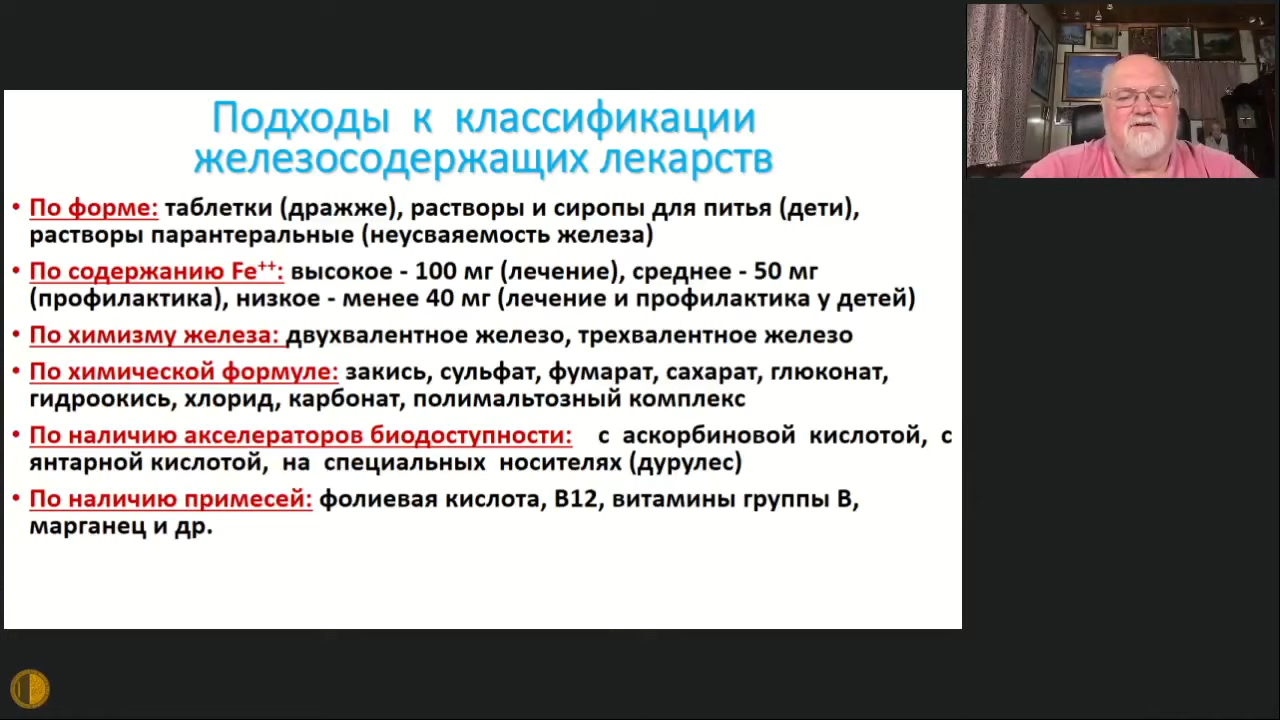 Подходы к классификации
железосодержащих лекарств
• По форме: таблетки (дражже), растворы и сиропы для питья (дети),
растворы парантеральные (неусваяемость железа)
• По содержанию Fe⁺⁺: высокое - 100 мг (лечение), среднее - 50 мг
(профилактика), низкое - менее 40 мг (лечение и профилактика у детей)
• По химизму железа: двухвалентное железо, трехвалентное железо
• По химической формуле: закись, сульфат, фумарат, сахарат, глюконат,
гидроокись, хлорид, карбонат, полимальтозный комплекс
• По наличию акселераторов биодоступности: с аскорбиновой кислотой, с
янтарной кислотой, на специальных носителях (дурулес)
• По наличию примесей: фолиевая кислота, В12, витамины группы В,
марганец и др.